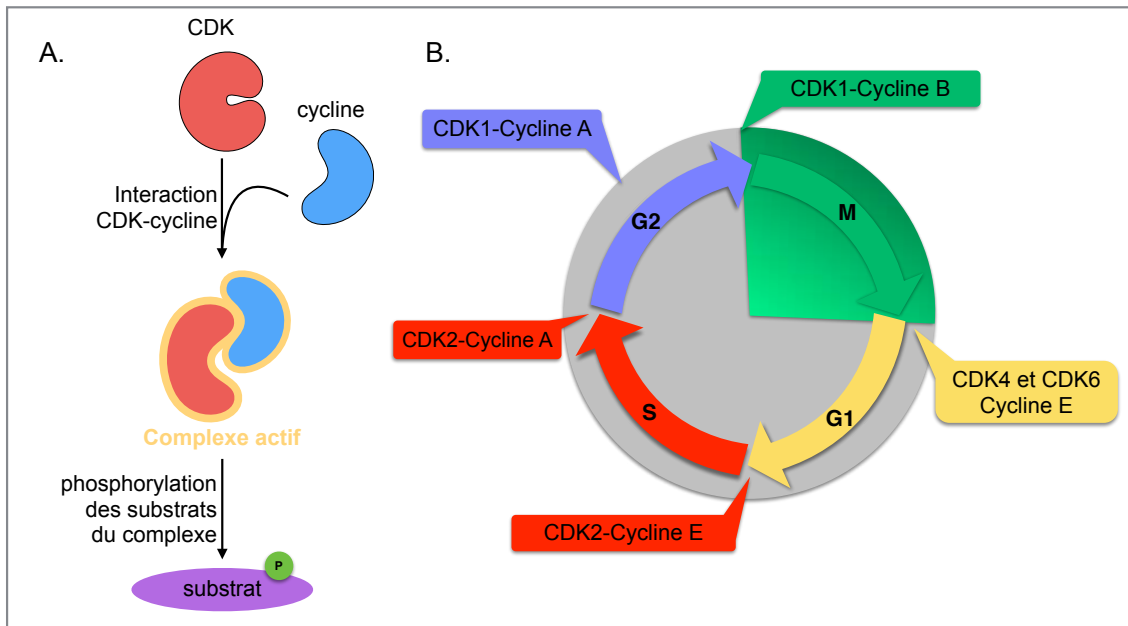 A.
CDK
cycline
Interaction
CDK-cycline
Complexe actif
phosphorylation
des substrats
du complexe
P
substrat
B.
CDK1-Cycline B
CDK1-Cycline A
G2
M
CDK2-Cycline A
CDK4 et CDK6
Cycline E
S
G1
CDK2-Cycline E